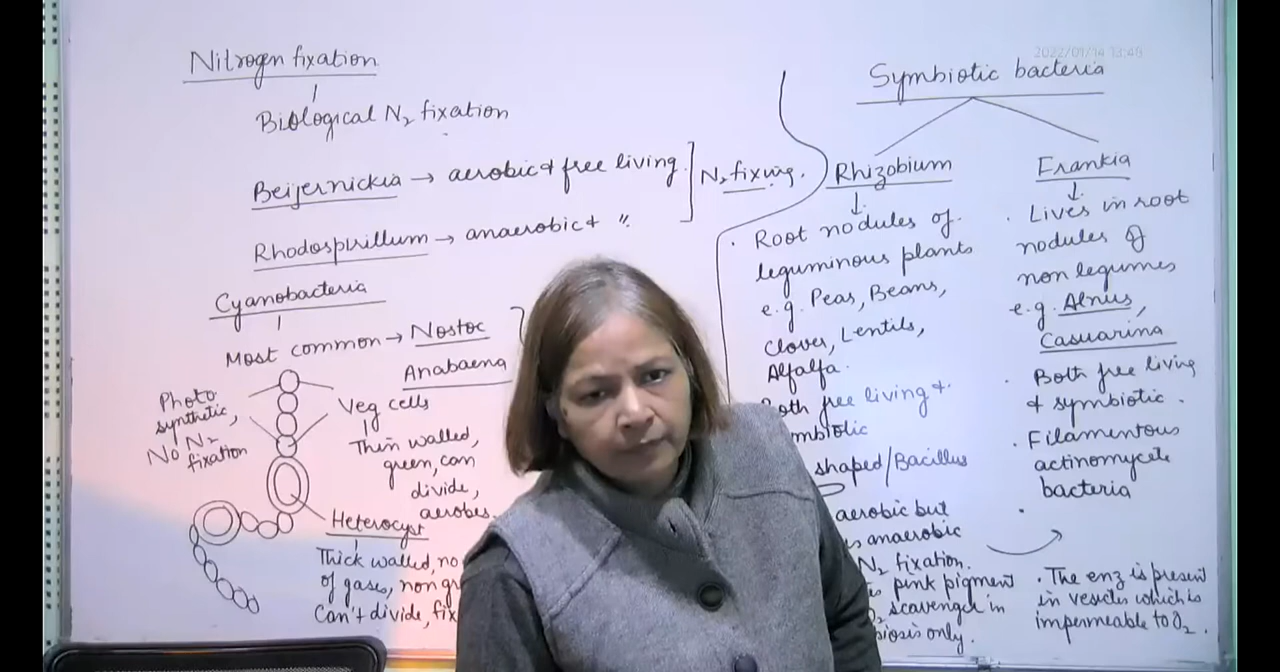 2022/01/14 13:48
Nitrogen fixation
Biological N₂ fixation
Beijernickia → aerobic & free living
Rhodospirillum → anaerobic & "
N₂ fixing.
Cyanobacteria
Most common → Nostoc
Anabaena
Photo
synthetic,
No N₂
fixation
Veg cells
Thin walled,
green, can
divide,
aerobes.
Heterocyst
Thick walled, no
of gases, non
Can't divide,
Symbiotic bacteria
Rhizobium
· Root nodules of
leguminous plants
e.g. Peas, Beans,
Clover, Lentils,
Alfalfa.
free living &
shaped/Bacillus
aerobic but
anaerobic
N₂ fixation.
pink pigment
scavenger in
only.
Frankia
· Lives in root
nodules of
non legumes
e.g. Alnus,
Casuarina
· Both free living
& symbiotic.
· Filamentous
actinomycete
bacteria
· The enz is present
in vesicles which is
impermeable to O₂.